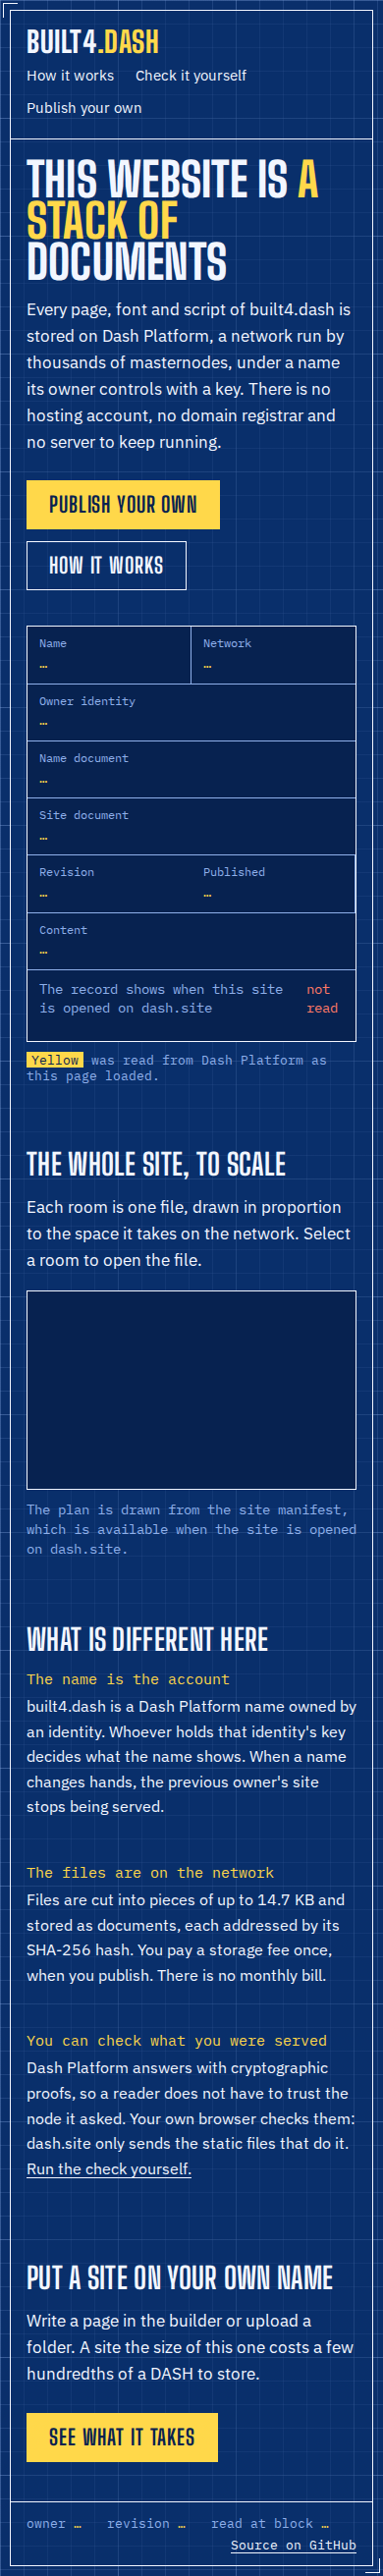 BUILT4.DASH
How it works Check it yourself
Publish your own
THIS WEBSITE IS A
STACK OF
DOCUMENTS
Every page, font and script of built4.dash is
stored on Dash Platform, a network run by
thousands of masternodes, under a name
its owner controls with a key. There is no
hosting account, no domain registrar and
no server to keep running.
PUBLISH YOUR OWN
HOW IT WORKS
Name Network
… …
Owner identity
…
Name document
…
Site document
…
Revision Published
… …
Content
…
The record shows when this site not
is opened on dash.site read
Yellow was read from Dash Platform as
this page loaded.
THE WHOLE SITE, TO SCALE
Each room is one file, drawn in proportion
to the space it takes on the network. Select
a room to open the file.
The plan is drawn from the site manifest,
which is available when the site is opened
on dash.site.
WHAT IS DIFFERENT HERE
The name is the account
built4.dash is a Dash Platform name owned by
an identity. Whoever holds that identity's key
decides what the name shows. When a name
changes hands, the previous owner's site
stops being served.
The files are on the network
Files are cut into pieces of up to 14.7 KB and
stored as documents, each addressed by its
SHA-256 hash. You pay a storage fee once,
when you publish. There is no monthly bill.
You can check what you were served
Dash Platform answers with cryptographic
proofs, so a reader does not have to trust the
node it asked. Your own browser checks them:
dash.site only sends the static files that do it.
Run the check yourself.
PUT A SITE ON YOUR OWN NAME
Write a page in the builder or upload a
folder. A site the size of this one costs a few
hundredths of a DASH to store.
SEE WHAT IT TAKES
owner … revision … read at block …
Source on GitHub